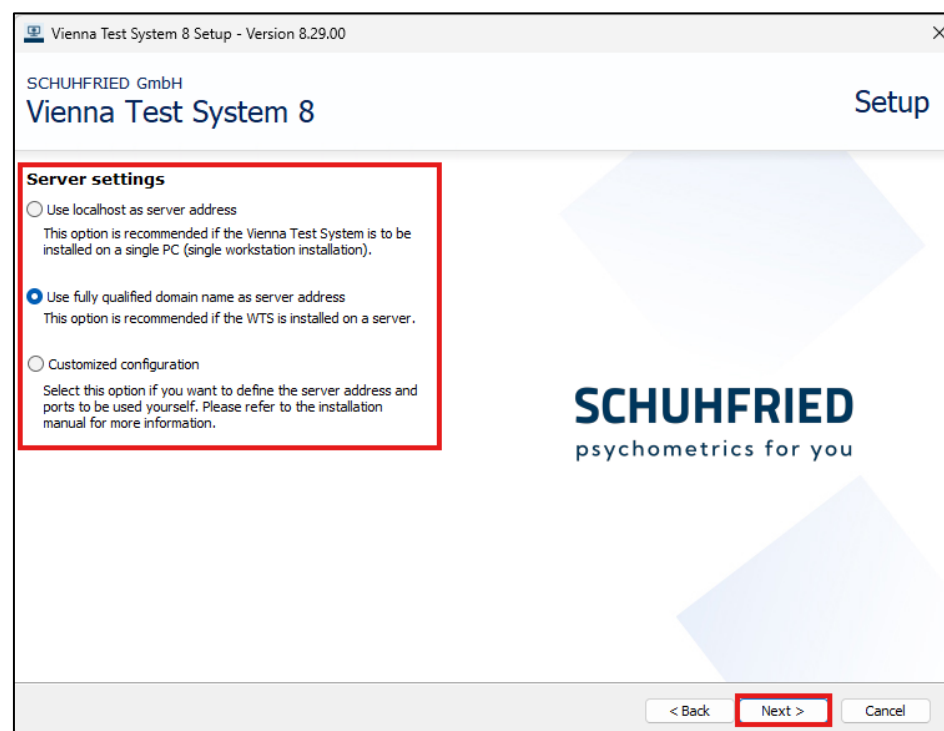 Vienna Test System 8 Setup - Version 8.29.00
SCHUHFRIED GmbH
Vienna Test System 8
Setup
Server settings
Use localhost as server address
This option is recommended if the Vienna Test System is to be
installed on a single PC (single workstation installation).
Use fully qualified domain name as server address
This option is recommended if the WTS is installed on a server.
Customized configuration
Select this option if you want to define the server address and
ports to be used yourself. Please refer to the installation
manual for more information.
SCHUHFRIED
psychometrics for you
< Back
Next >
Cancel